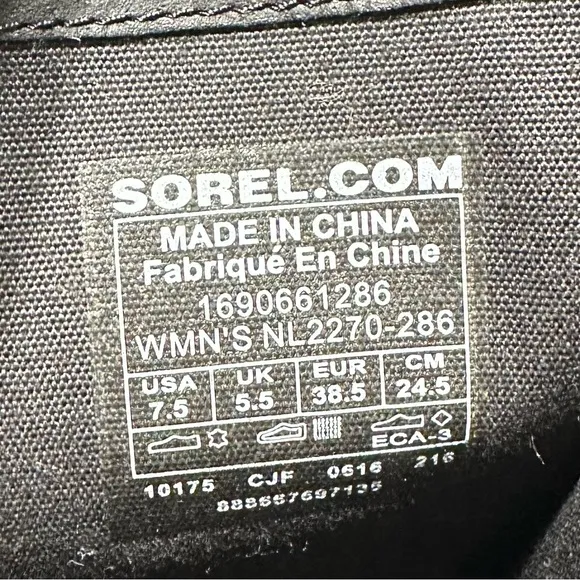 SOREL.COM
MADE IN CHINA
Fabriqué En Chine
1690661286
WMN'S NL2270-286
USA UK EUR CM
7.5 5.5 38.5 24.5
ECA-3
10175 CJF 0616 216